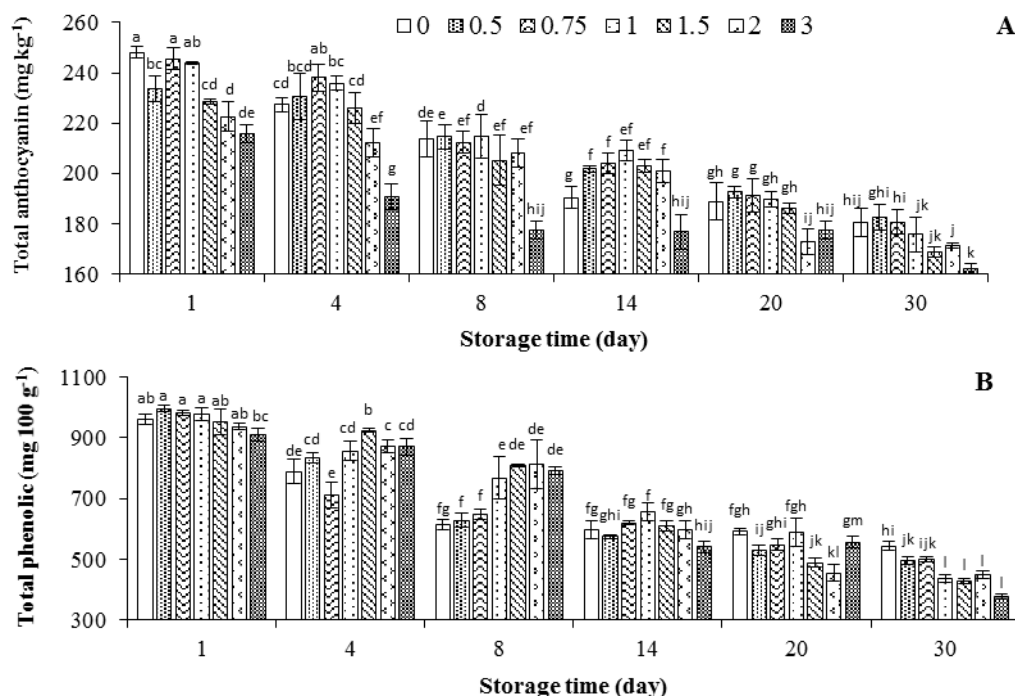 260
240
220
200
180
160
Total anthocyanin (mg kg⁻¹)
0 0.5 0.75 1 1.5 2 3
A
a bc a ab cd d de
cd bcd ab bc cd ef g
de e ef d ef ef hij
g f f ef ef f hij
gh g g gh gh ij hij
hij ghi hi jk jk j k
1 4 8 14 20 30
Storage time (day)
1100
900
700
500
300
Total phenolic (mg 100 g⁻¹)
B
ab a a a ab ab bc
de cd e cd b c cd
fg f f e de de de
fg ghi fg f fg gh hij
fgh ij ghi fgh jk kl gm
hi jk ijk l l l l
1 4 8 14 20 30
Storage time (day)